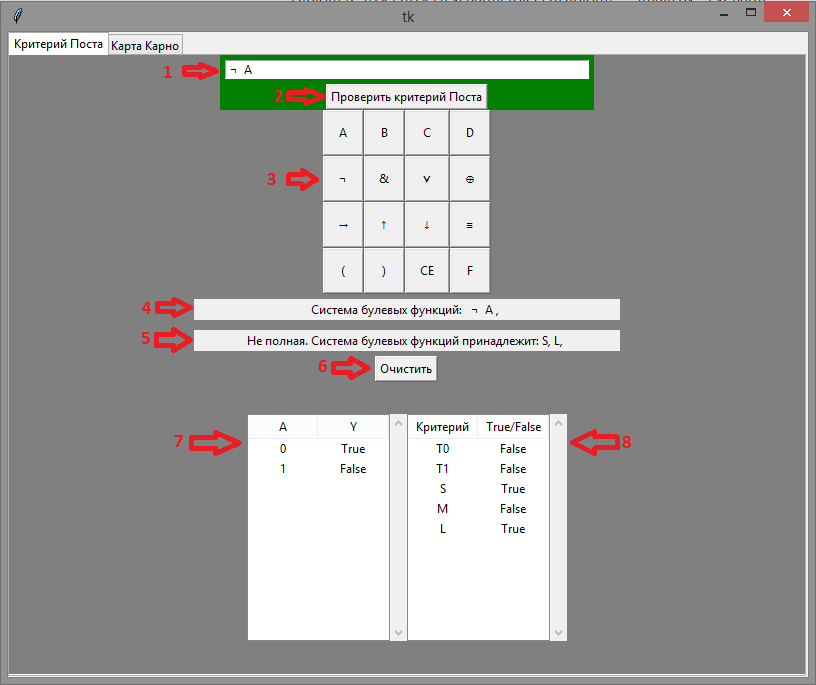 tk
Критерий Поста Карта Карно
1 ¬ A
2 Проверить критерий Поста
A B C D
3 ¬ & ∨ ⊕
→ ↑ ↓ ≡
( ) CE F
4 Система булевых функций: ¬ A ,
5 Не полная. Система булевых функций принадлежит: S, L,
6 Очистить
A Y Критерий True/False
7 8
0 True T0 False
1 False T1 False
S True
M False
L True